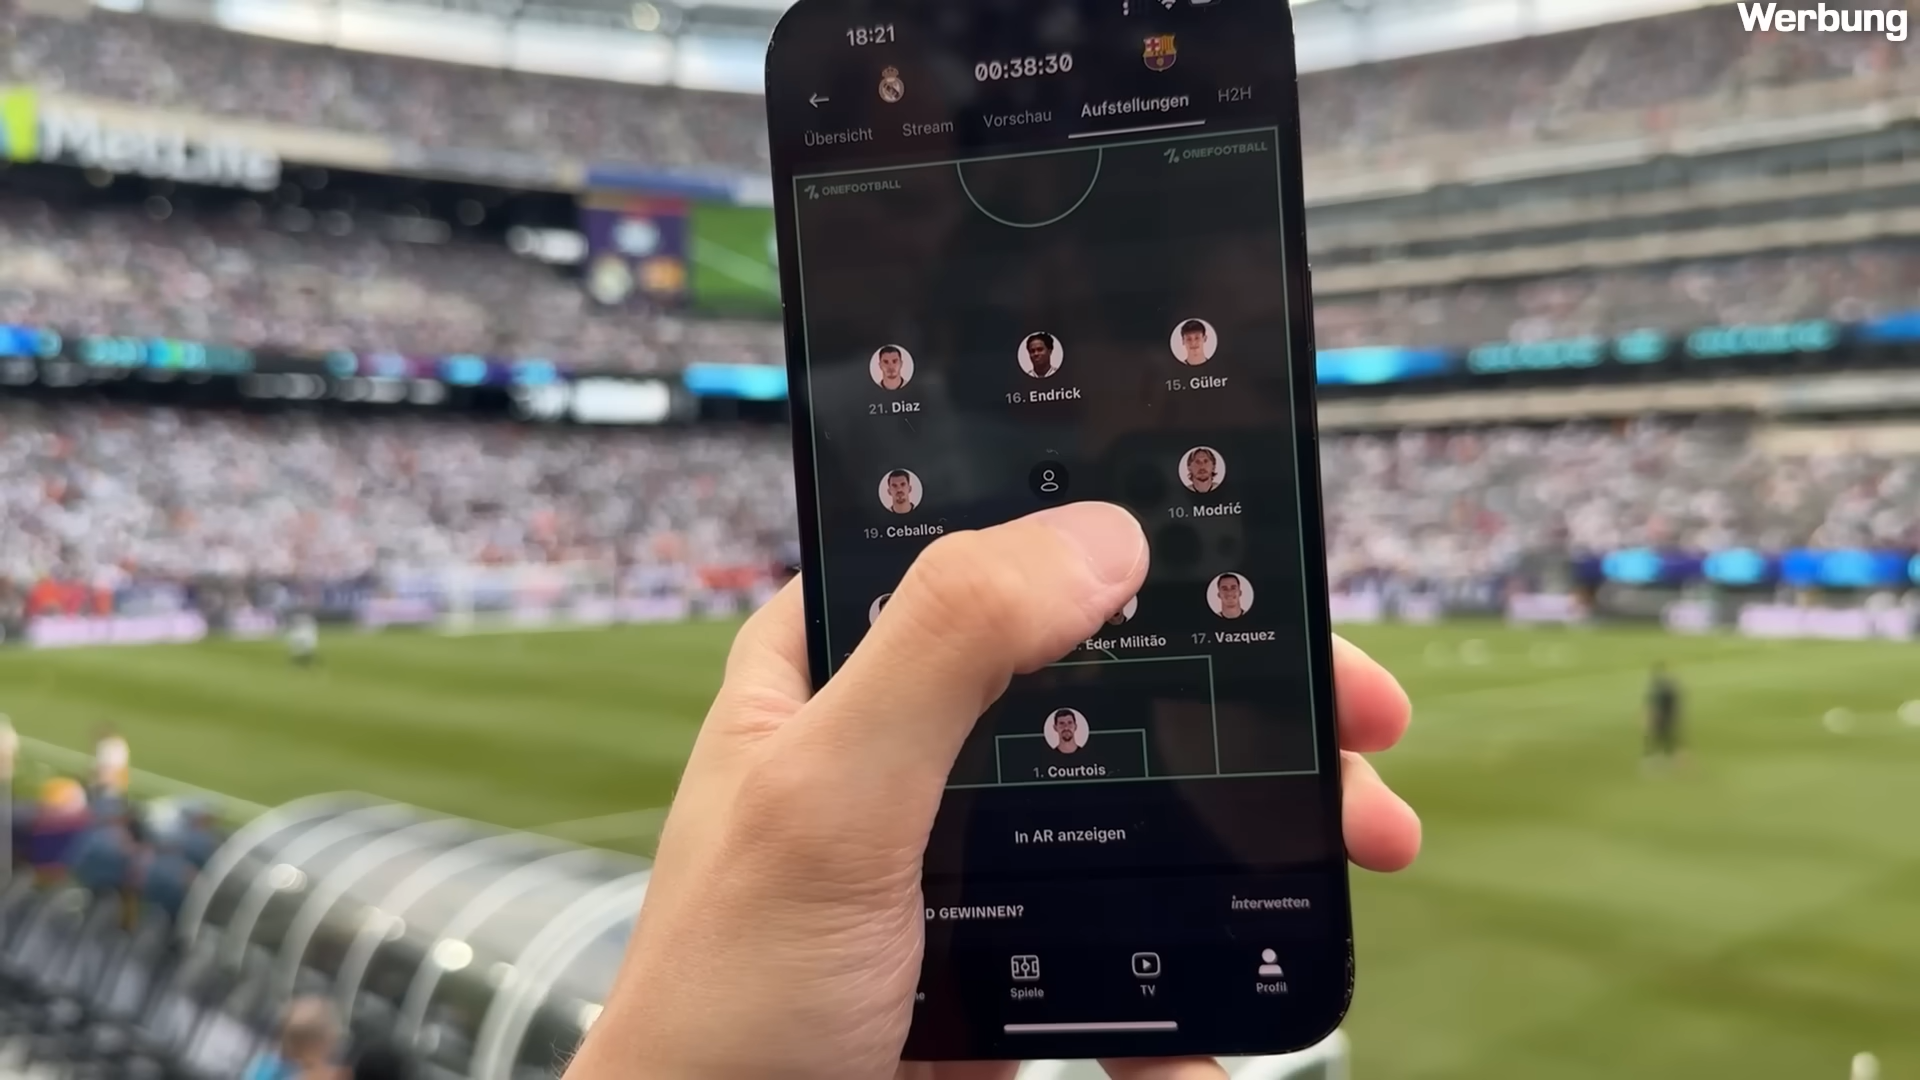 Werbung
18:21
00:38:30
Übersicht Stream Vorschau Aufstellungen H2H
ONEFOOTBALL ONEFOOTBALL
21. Diaz 16. Endrick 15. Güler
19. Ceballos 10. Modrić
. Eder Militão 17. Vazquez
1. Courtois
In AR anzeigen
D GEWINNEN? interwetten
Spiele TV Profil
MetLife